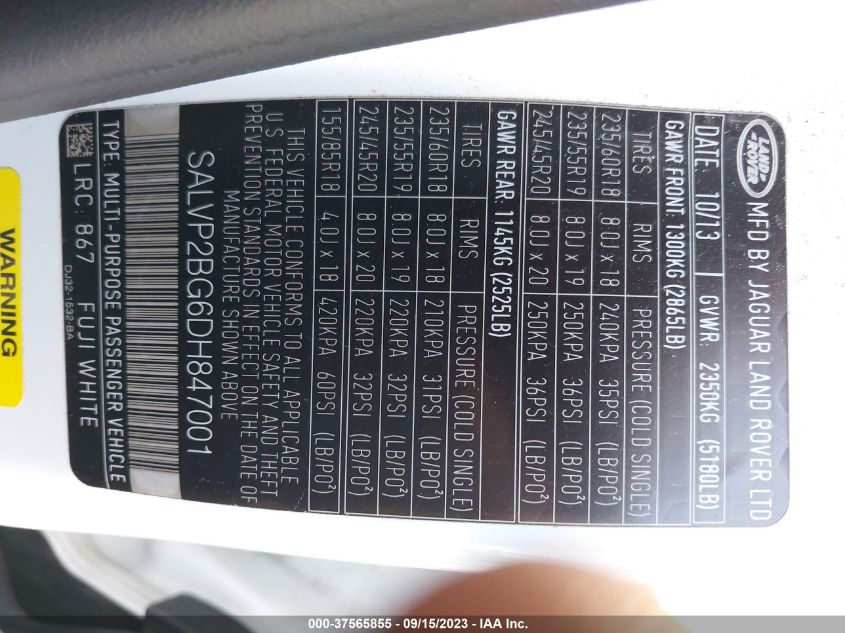 LAND-
ROVER
MFD BY JAGUAR LAND ROVER LTD
DATE: 10/13 GVWR: 2350KG (5180LB)
GAWR FRONT: 1300KG (2865LB)
TIRES RIMS PRESSURE (COLD SINGLE)
235/60R18 8.0J x 18 240KPA 35PSI (LB/PO²)
235/55R19 8.0J x 19 250KPA 36PSI (LB/PO²)
245/45R20 8.0J x 20 250KPA 36PSI (LB/PO²)
GAWR REAR: 1145KG (2525LB)
TIRES RIMS PRESSURE (COLD SINGLE)
235/60R18 8.0J x 18 210KPA 31PSI (LB/PO²)
235/55R19 8.0J x 19 220KPA 32PSI (LB/PO²)
245/45R20 8.0J x 20 220KPA 32PSI (LB/PO²)
155/85R18 4.0J x 18 420KPA 60PSI (LB/PO²)
THIS VEHICLE CONFORMS TO ALL APPLICABLE
U.S. FEDERAL MOTOR VEHICLE SAFETY AND THEFT
PREVENTION STANDARDS IN EFFECT ON THE DATE OF
MANUFACTURE SHOWN ABOVE
SALVP2BG6DH847001
TYPE: MULTI-PURPOSE PASSENGER VEHICLE
LRC: 867 FUJI WHITE
DJ32-1532-BA
WARNING
000-37565855 - 09/15/2023 - IAA Inc.